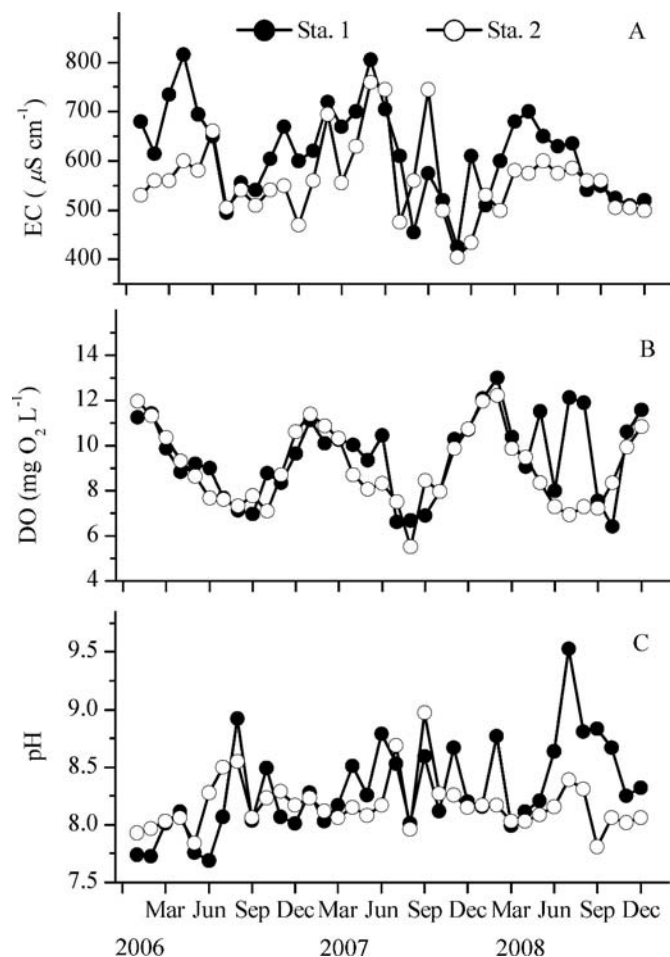 Sta. 1 Sta. 2 A
800
700
600
500
400
EC ( μS cm⁻¹)
B
14
12
10
8
6
4
DO (mg O₂ L⁻¹)
C
9.5
9.0
8.5
8.0
7.5
pH
Mar Jun Sep Dec Mar Jun Sep Dec Mar Jun Sep Dec
2006 2007 2008